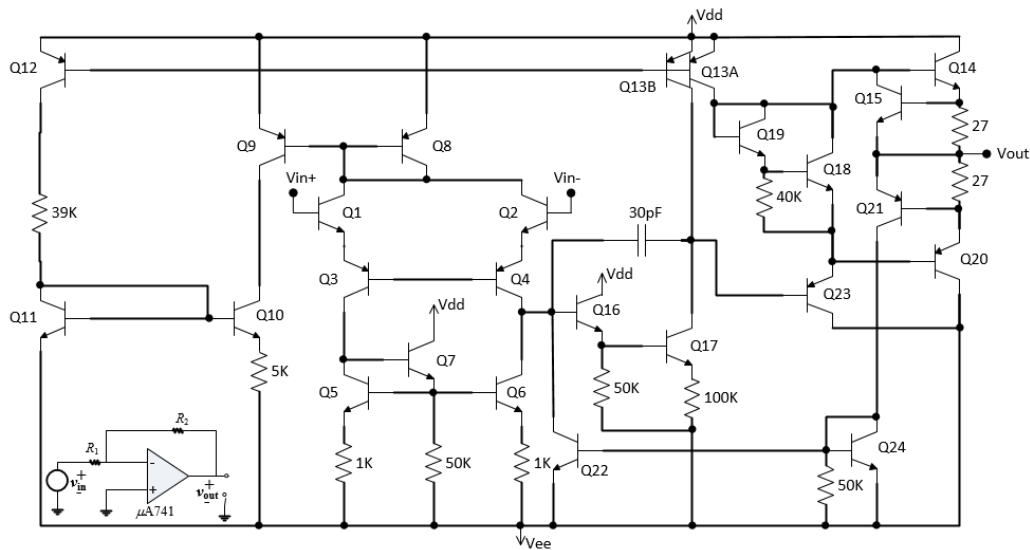 Vdd
Q12
Q13B
Q13A
Q14
Q15
Q19
27
Q9
Q8
Vout
Vin+
Vin-
Q18
27
39K
Q1
Q2
40K
Q21
30pF
Q20
Q3
Q4
Vdd
Q23
Q11
Q10
Vdd
Q16
Q7
Q17
5K
Q5
Q6
50K
100K
R1
R2
Q24
1K
50K
1K
Q22
50K
vin
+
-
-
+
+
vout
-
μA741
Vee